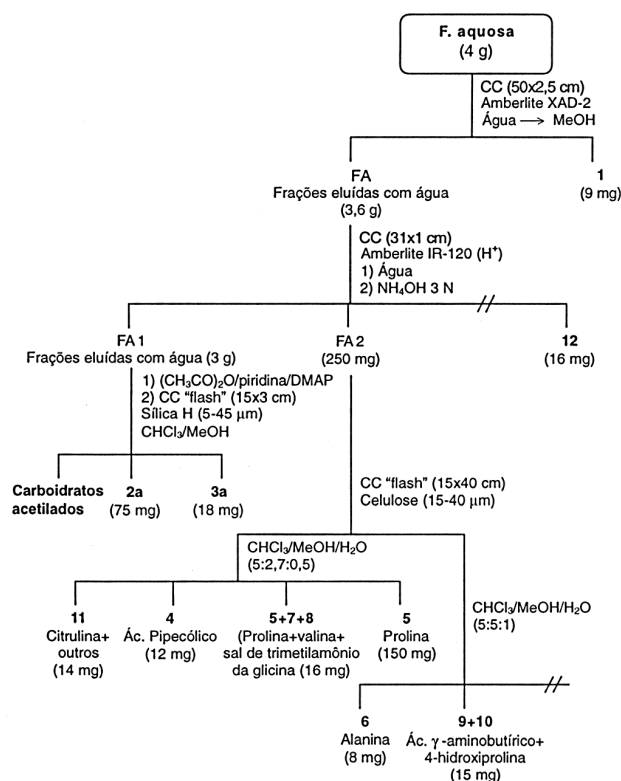 F. aquosa
(4 g)
CC (50x2,5 cm)
Amberlite XAD-2
Água ⟶ MeOH
FA
Frações eluídas com água
(3,6 g)
1
(9 mg)
CC (31x1 cm)
Amberlite IR-120 (H⁺)
1) Água
2) NH₄OH 3 N
FA 1
Frações eluídas com água (3 g)
FA 2
(250 mg)
12
(16 mg)
1) (CH₃CO)₂O/piridina/DMAP
2) CC “flash” (15x3 cm)
Sílica H (5-45 μm)
CHCl₃/MeOH
Carboidratos
acetilados
2a
(75 mg)
3a
(18 mg)
CC “flash” (15x40 cm)
Celulose (15-40 μm)
CHCl₃/MeOH/H₂O
(5:2,7:0,5)
CHCl₃/MeOH/H₂O
(5:5:1)
11
Citrulina+
outros
(14 mg)
4
Ác. Pipecólico
(12 mg)
5+7+8
(Prolina+valina+
sal de trimetilamônio
da glicina (16 mg)
5
Prolina
(150 mg)
6
Alanina
(8 mg)
9+10
Ác. γ-aminobutírico+
4-hidroxiprolina
(15 mg)